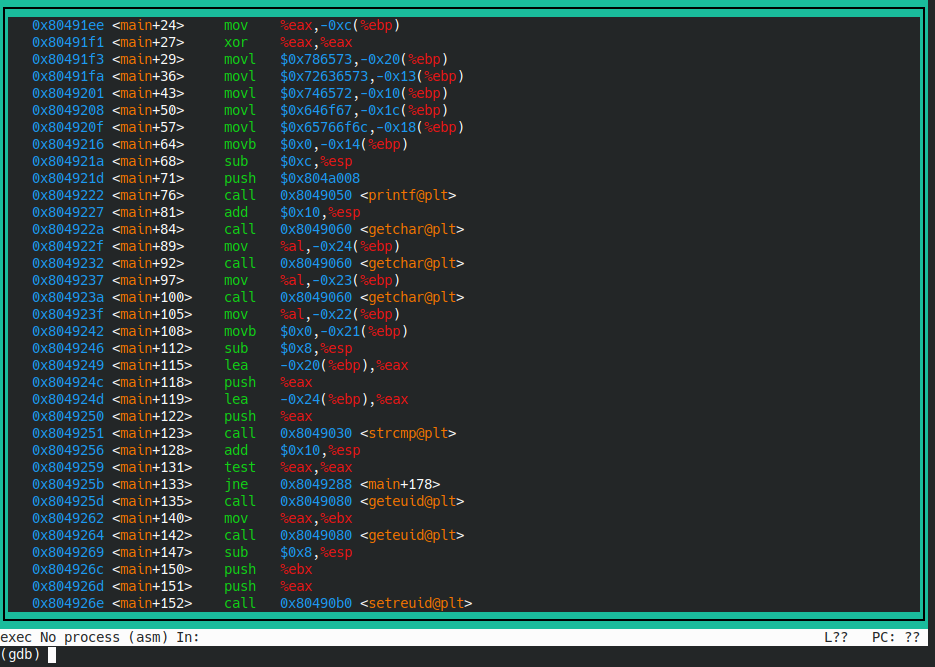 0x80491ee <main+24> mov %eax,-0xc(%ebp)
0x80491f1 <main+27> xor %eax,%eax
0x80491f3 <main+29> movl $0x786573,-0x20(%ebp)
0x80491fa <main+36> movl $0x72636573,-0x13(%ebp)
0x8049201 <main+43> movl $0x746572,-0x10(%ebp)
0x8049208 <main+50> movl $0x646f67,-0x1c(%ebp)
0x804920f <main+57> movl $0x65766f6c,-0x18(%ebp)
0x8049216 <main+64> movb $0x0,-0x14(%ebp)
0x804921a <main+68> sub $0xc,%esp
0x804921d <main+71> push $0x804a008
0x8049222 <main+76> call 0x8049050 <printf@plt>
0x8049227 <main+81> add $0x10,%esp
0x804922a <main+84> call 0x8049060 <getchar@plt>
0x804922f <main+89> mov %al,-0x24(%ebp)
0x8049232 <main+92> call 0x8049060 <getchar@plt>
0x8049237 <main+97> mov %al,-0x23(%ebp)
0x804923a <main+100> call 0x8049060 <getchar@plt>
0x804923f <main+105> mov %al,-0x22(%ebp)
0x8049242 <main+108> movb $0x0,-0x21(%ebp)
0x8049246 <main+112> sub $0x8,%esp
0x8049249 <main+115> lea -0x20(%ebp),%eax
0x804924c <main+118> push %eax
0x804924d <main+119> lea -0x24(%ebp),%eax
0x8049250 <main+122> push %eax
0x8049251 <main+123> call 0x8049030 <strcmp@plt>
0x8049256 <main+128> add $0x10,%esp
0x8049259 <main+131> test %eax,%eax
0x804925b <main+133> jne 0x8049288 <main+178>
0x804925d <main+135> call 0x8049080 <geteuid@plt>
0x8049262 <main+140> mov %eax,%ebx
0x8049264 <main+142> call 0x8049080 <geteuid@plt>
0x8049269 <main+147> sub $0x8,%esp
0x804926c <main+150> push %ebx
0x804926d <main+151> push %eax
0x804926e <main+152> call 0x80490b0 <setreuid@plt>
exec No process (asm) In: L?? PC: ??
(gdb)